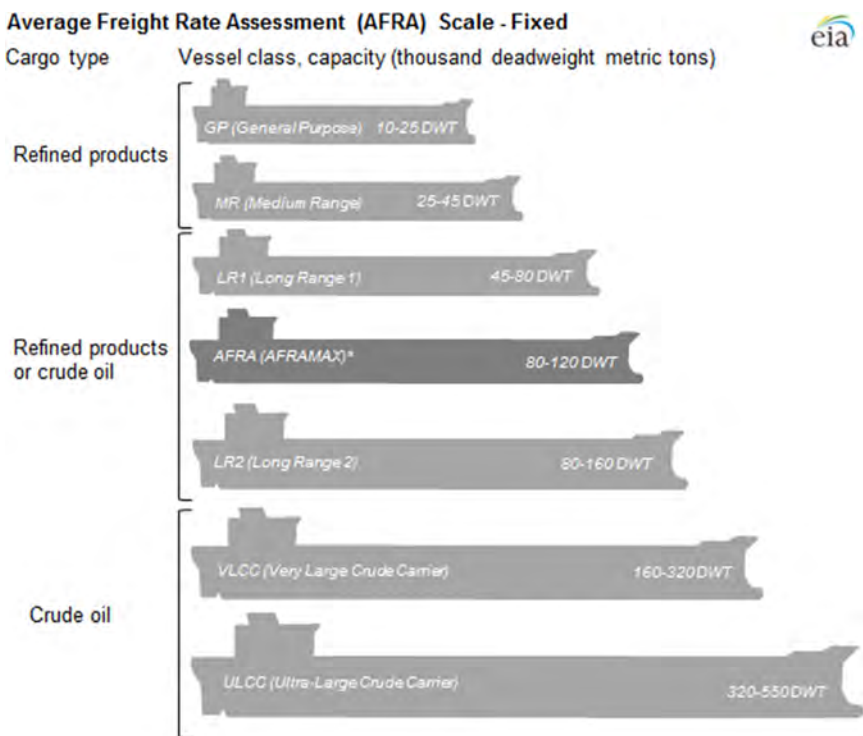 Average Freight Rate Assessment (AFRA) Scale - Fixed
eia
Cargo type Vessel class, capacity (thousand deadweight metric tons)
GP (General Purpose) 10-25 DWT
Refined products
MR (Medium Range) 25-45 DWT
LR1 (Long Range 1) 45-80 DWT
Refined products
or crude oil
AFRA (AFRAMAX)* 80-120 DWT
LR2 (Long Range 2) 80-160 DWT
VLCC (Very Large Crude Carrier) 160-320 DWT
Crude oil
ULCC (Ultra-Large Crude Carrier) 320-550 DWT